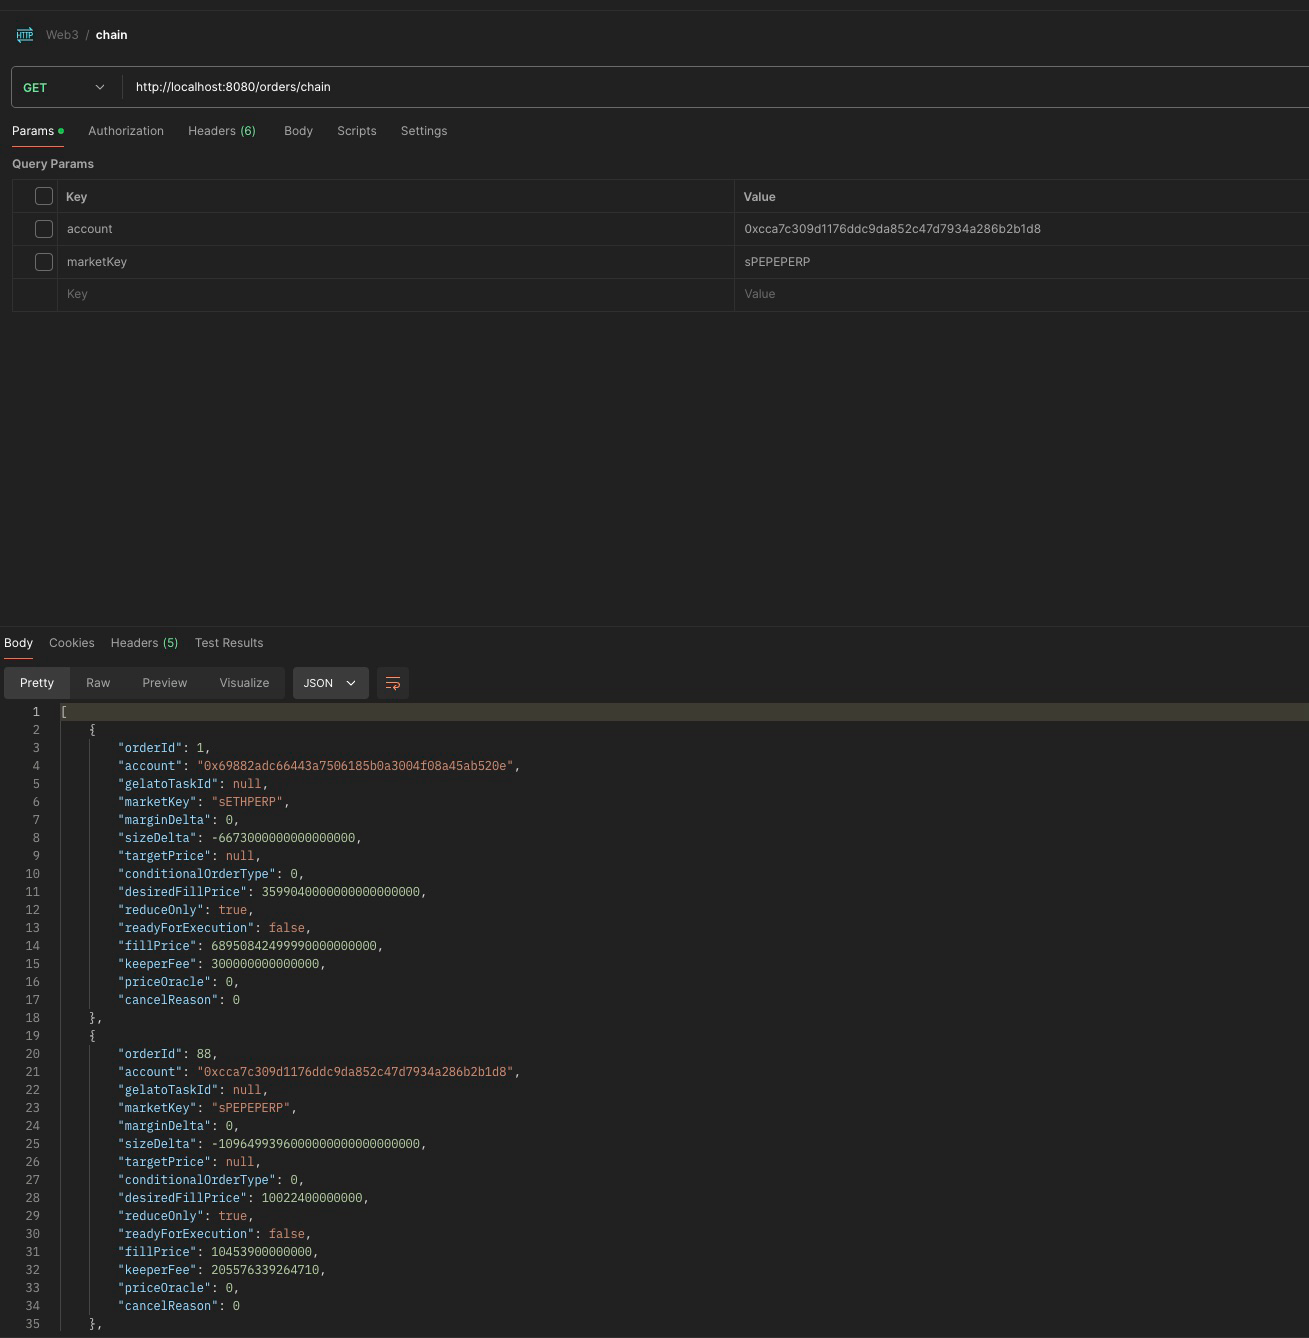 HTTP Web3 / chain
GET http://localhost:8080/orders/chain
Params Authorization Headers (6) Body Scripts Settings
Query Params
Key Value
account 0xcca7c309d1176ddc9da852c47d7934a286b2b1d8
marketKey sPEPEPERP
Key Value
Body Cookies Headers (5) Test Results
Pretty Raw Preview Visualize JSON
1 [
2 {
3 "orderId": 1,
4 "account": "0x69882adc66443a7506185b0a3004f08a45ab520e",
5 "gelatoTaskId": null,
6 "marketKey": "sETHPERP",
7 "marginDelta": 0,
8 "sizeDelta": -6673000000000000000,
9 "targetPrice": null,
10 "conditionalOrderType": 0,
11 "desiredFillPrice": 3599040000000000000000,
12 "reduceOnly": true,
13 "readyForExecution": false,
14 "fillPrice": 68950842499990000000000,
15 "keeperFee": 300000000000000,
16 "priceOracle": 0,
17 "cancelReason": 0
18 },
19 {
20 "orderId": 88,
21 "account": "0xcca7c309d1176ddc9da852c47d7934a286b2b1d8",
22 "gelatoTaskId": null,
23 "marketKey": "sPEPEPERP",
24 "marginDelta": 0,
25 "sizeDelta": -1096499396000000000000000000,
26 "targetPrice": null,
27 "conditionalOrderType": 0,
28 "desiredFillPrice": 10022400000000,
29 "reduceOnly": true,
30 "readyForExecution": false,
31 "fillPrice": 10453900000000,
32 "keeperFee": 205576339264710,
33 "priceOracle": 0,
34 "cancelReason": 0
35 },